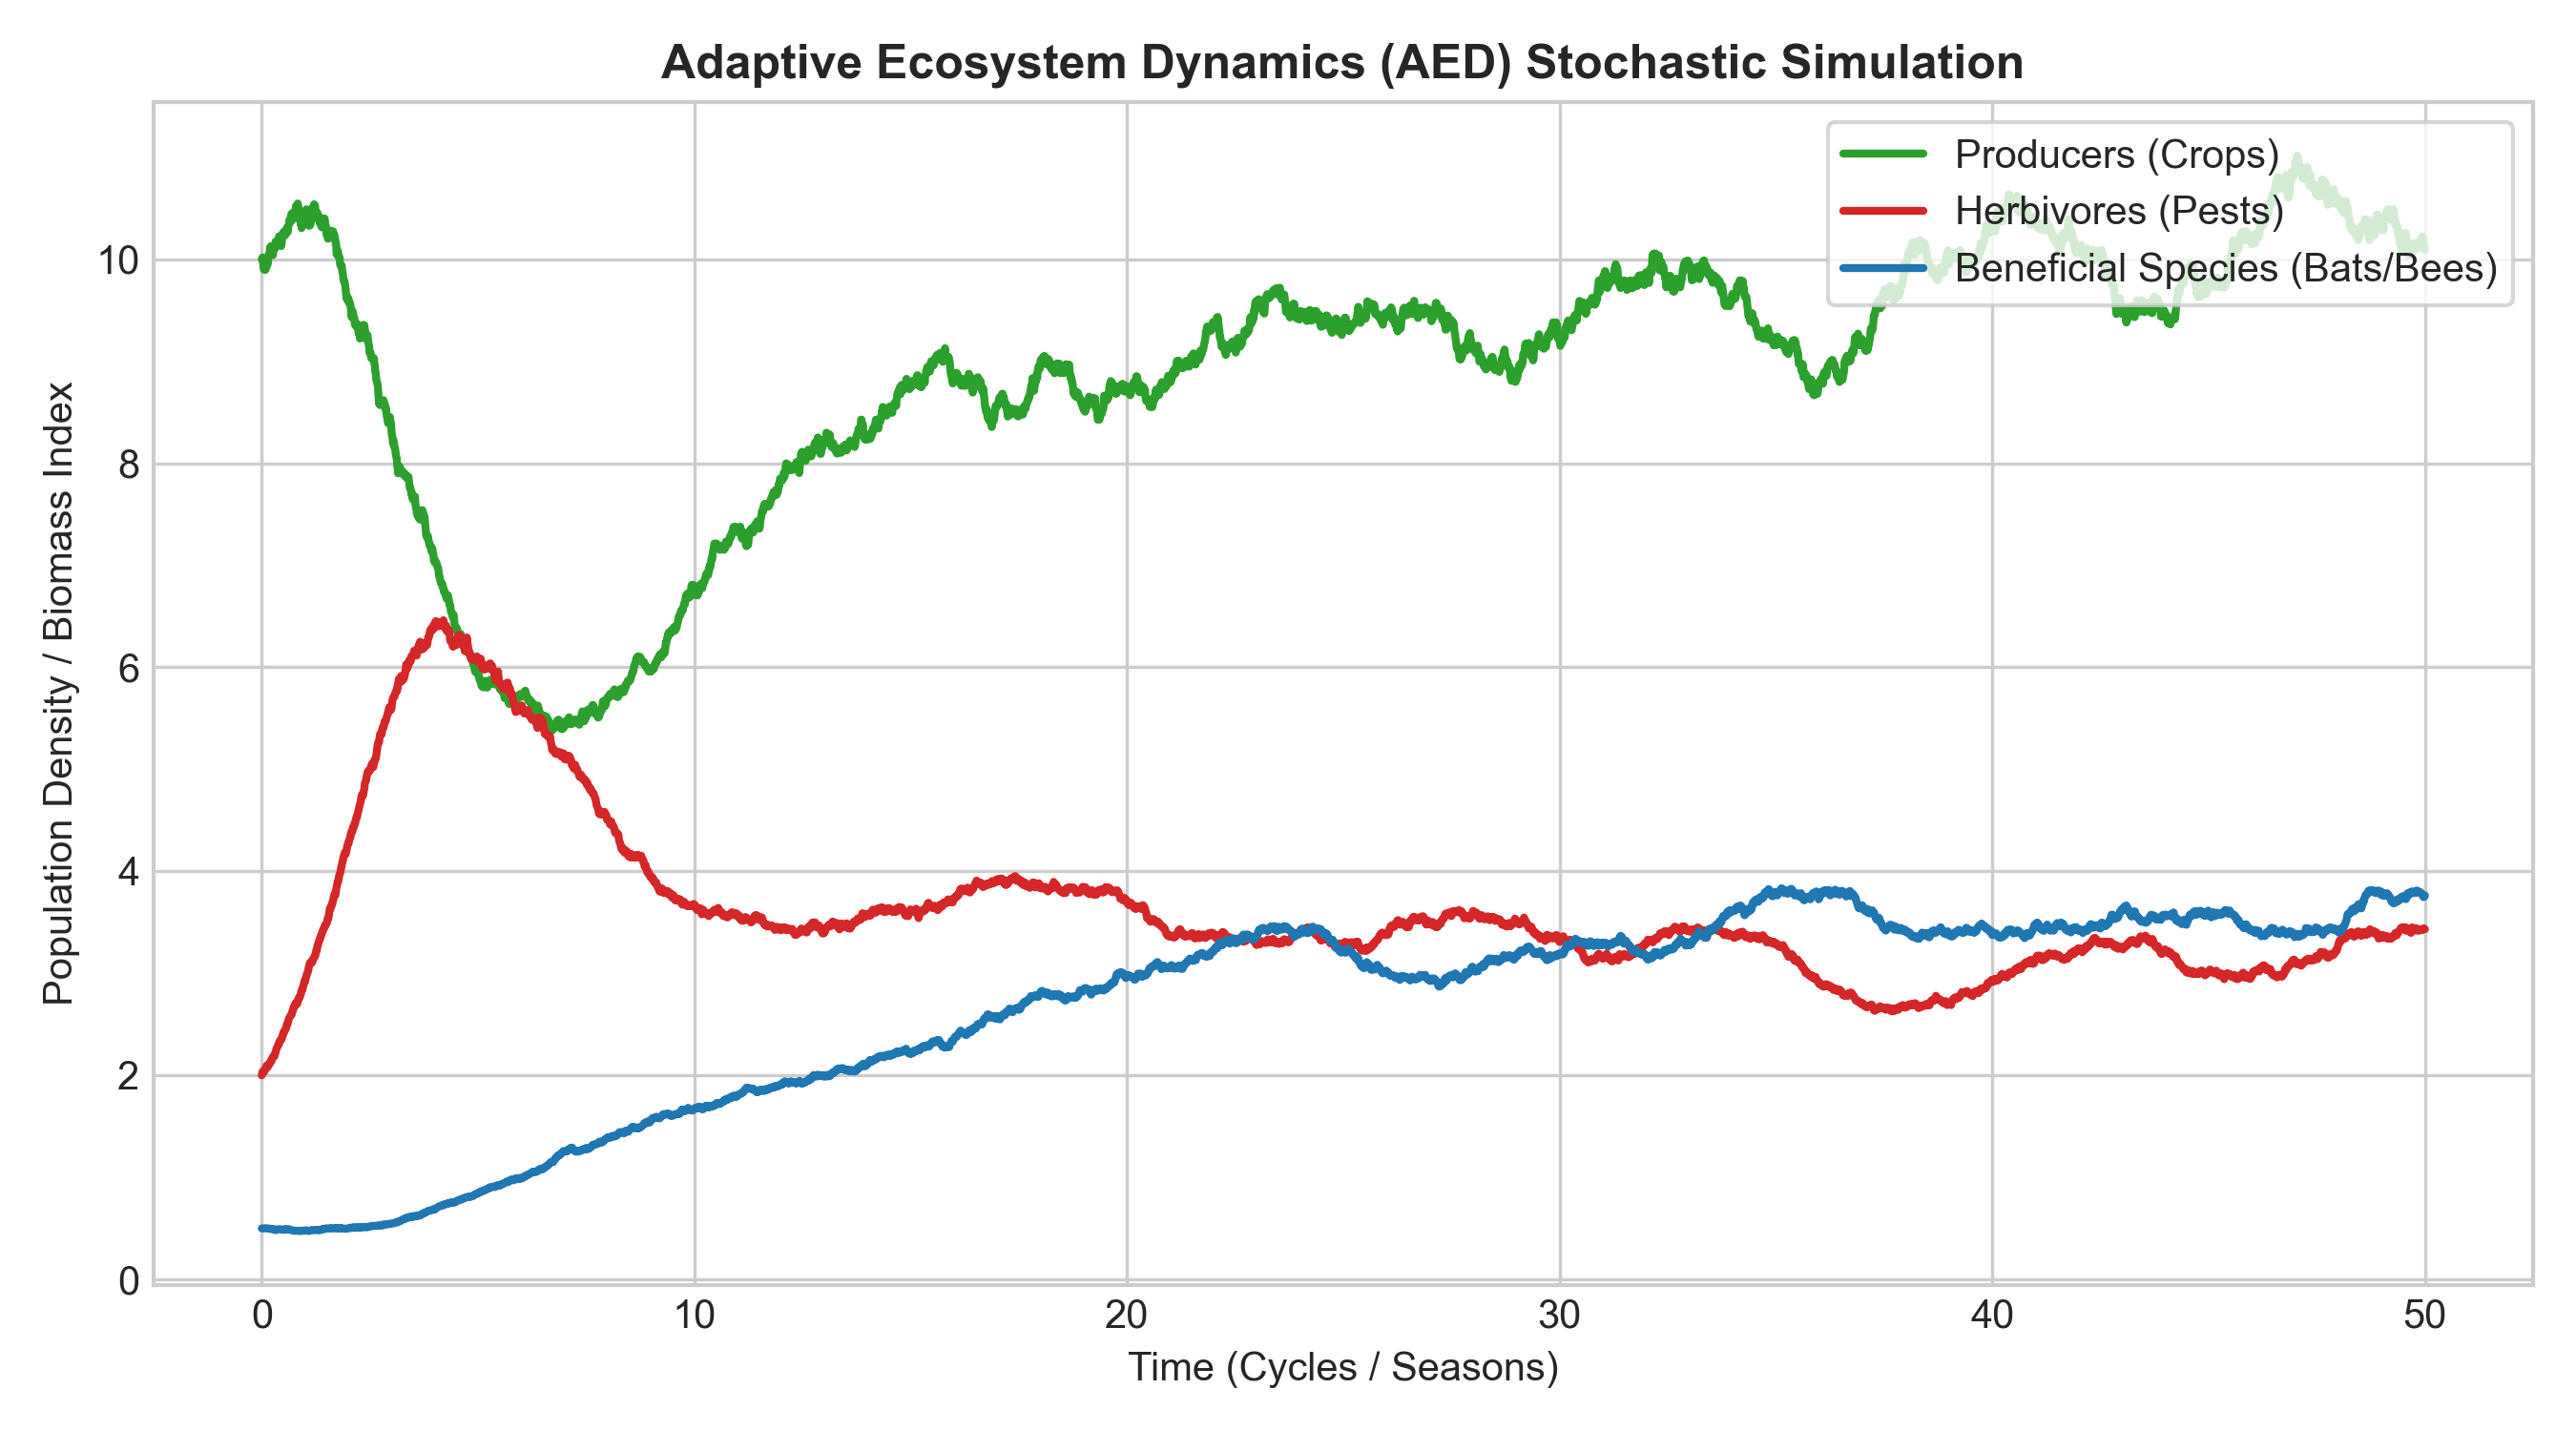 Adaptive Ecosystem Dynamics (AED) Stochastic Simulation
Producers (Crops)
Herbivores (Pests)
Beneficial Species (Bats/Bees)
Population Density / Biomass Index
10
8
6
4
2
0
0
10
20
30
40
50
Time (Cycles / Seasons)